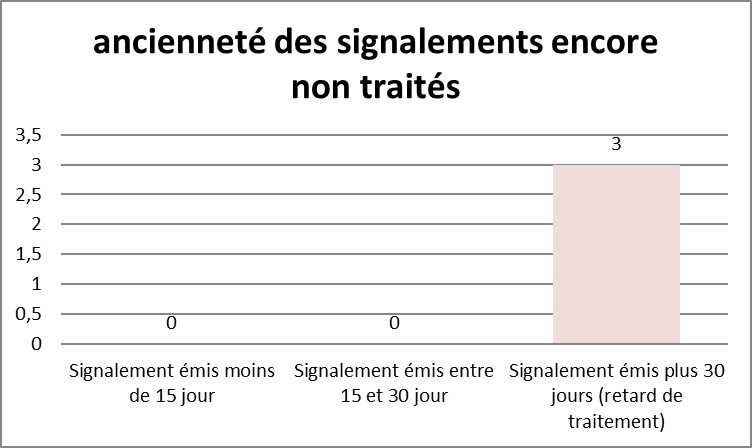 ancienneté des signalements encore
non traités
3,5
3
2,5
2
1,5
1
0,5
0
0
0
3
Signalement émis moins
de 15 jour
Signalement émis entre
15 et 30 jour
Signalement émis plus 30
jours (retard de
traitement)